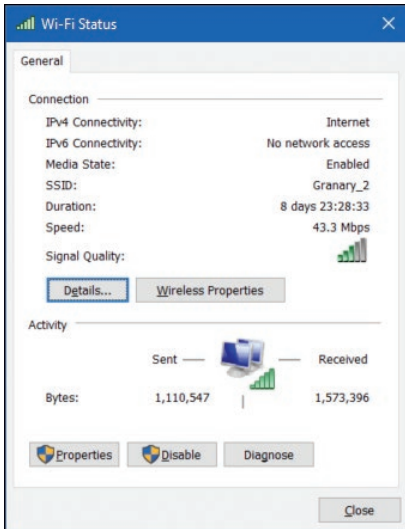 Wi-Fi Status
General
Connection
IPv4 Connectivity: Internet
IPv6 Connectivity: No network access
Media State: Enabled
SSID: Granary_2
Duration: 8 days 23:28:33
Speed: 43.3 Mbps
Signal Quality:
Details... Wireless Properties
Activity
Sent Received
Bytes: 1,110,547 1,573,396
Properties Disable Diagnose
Close